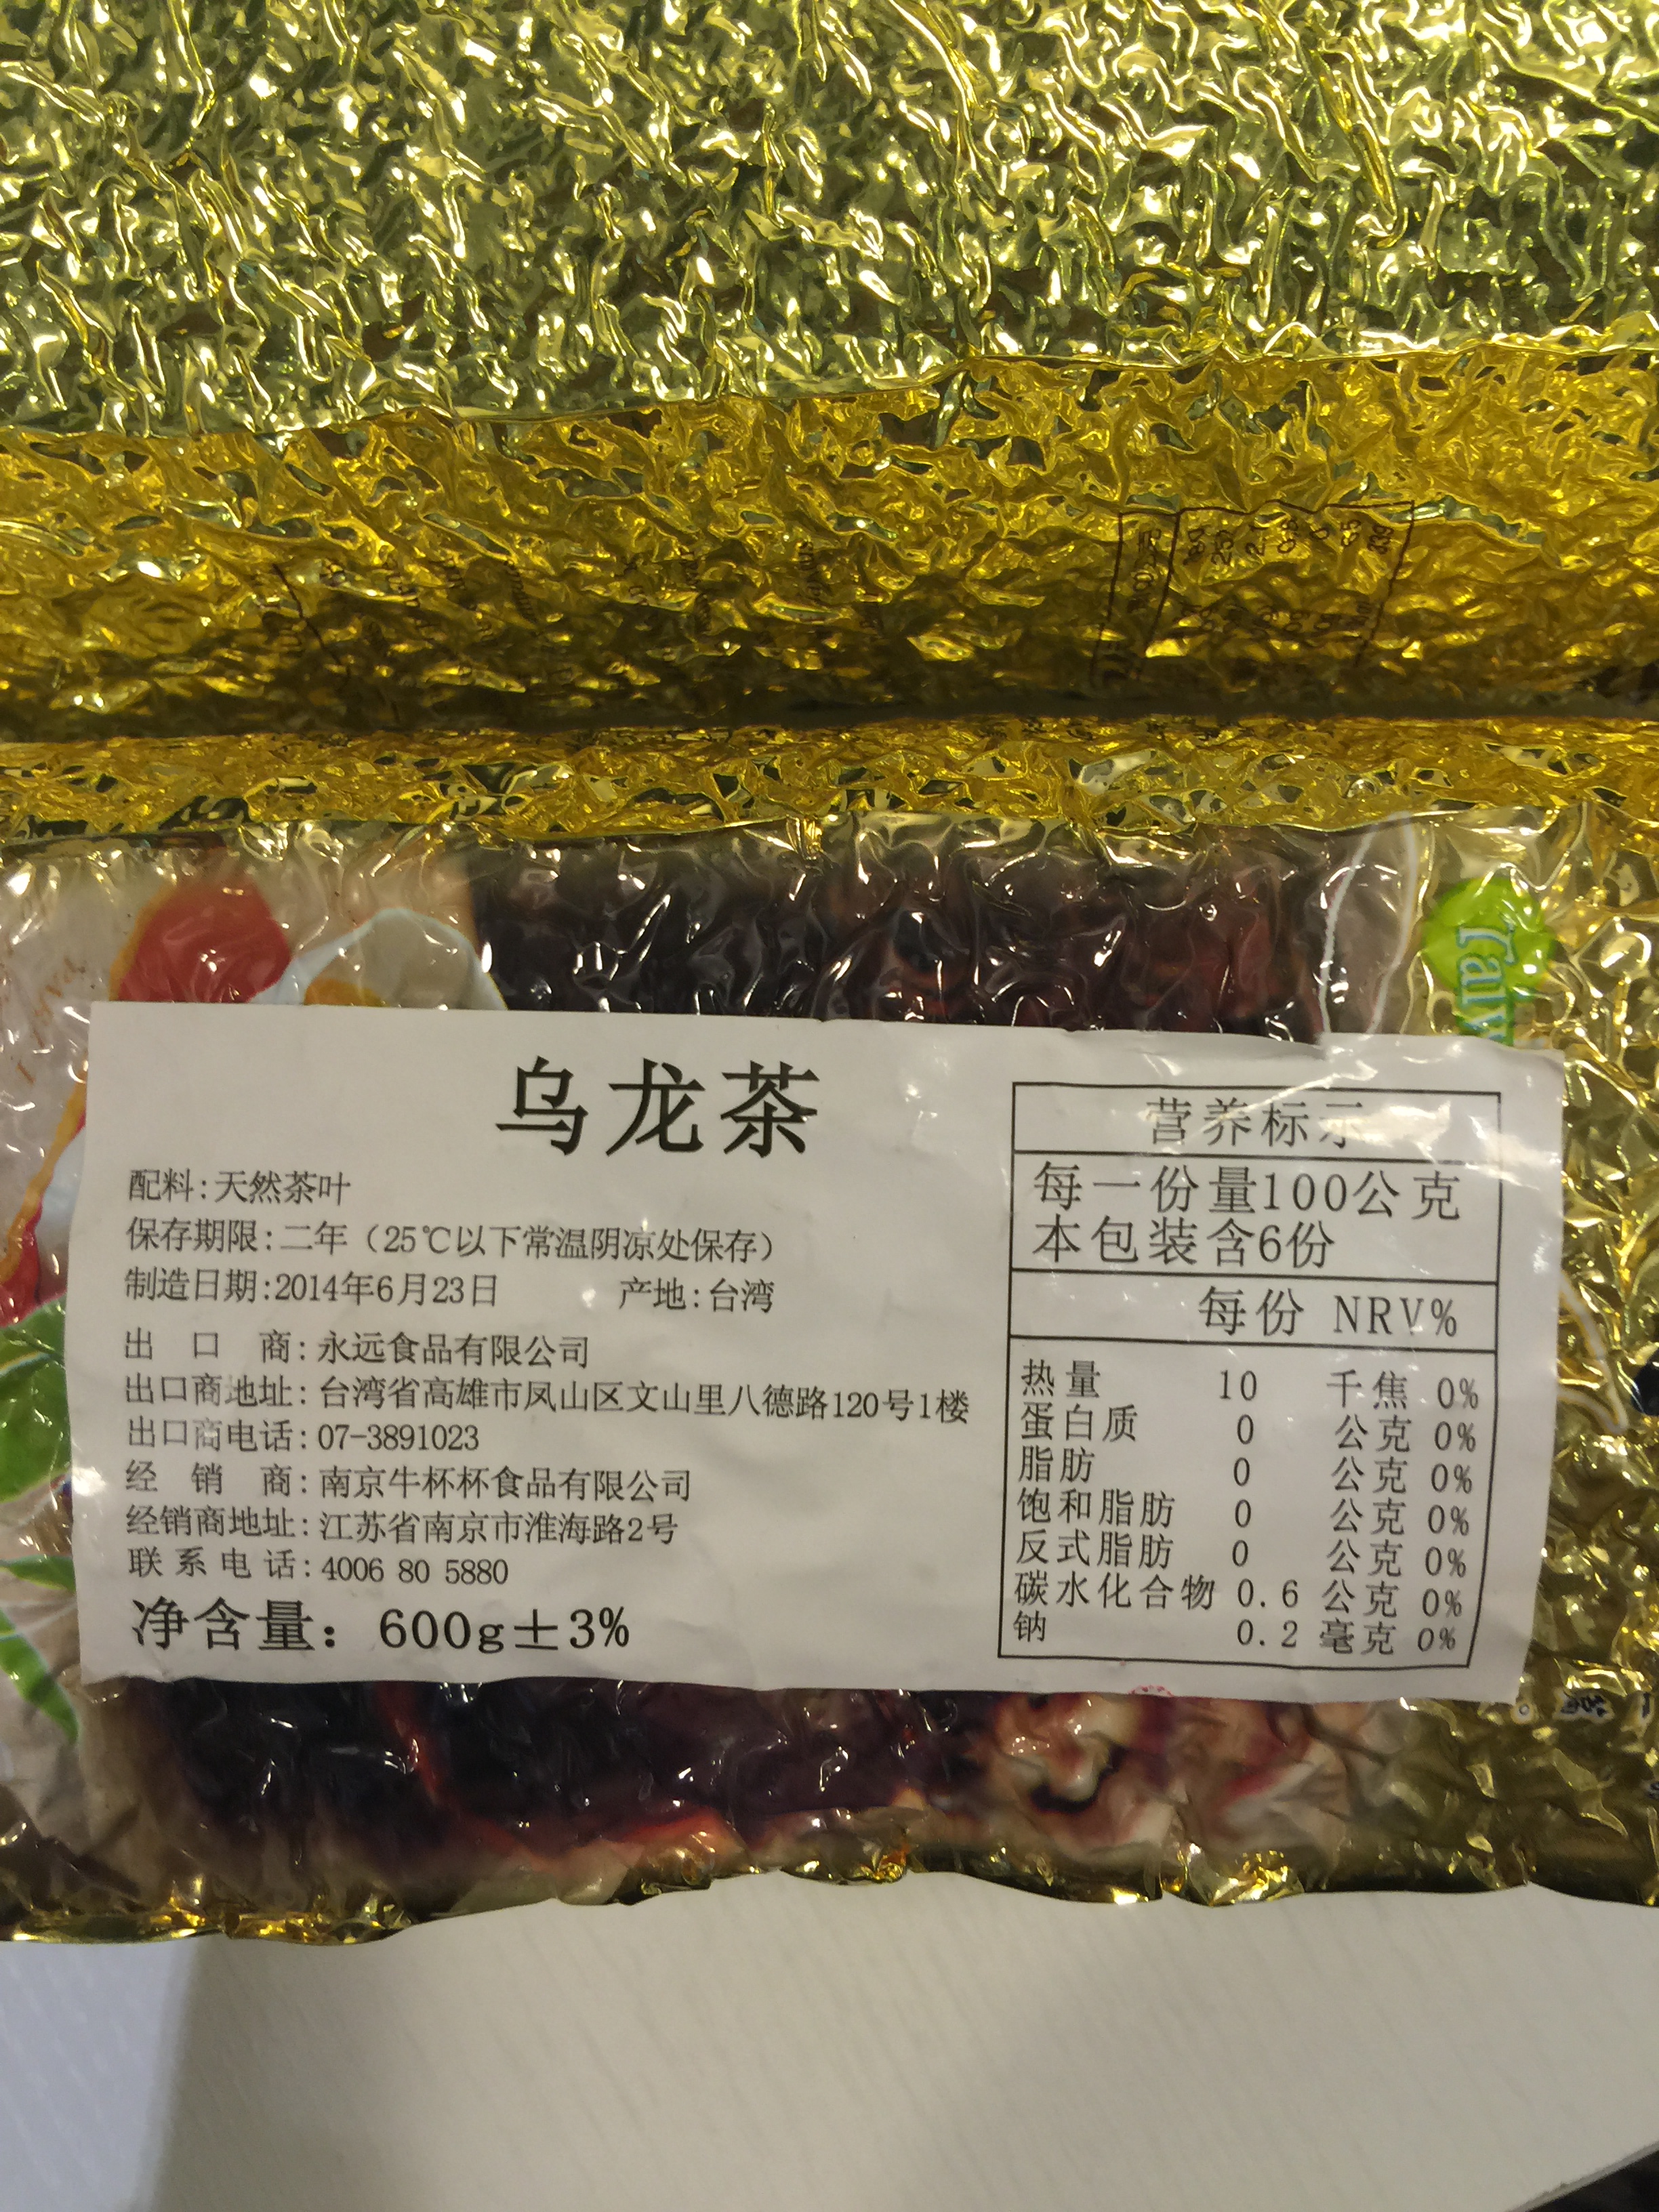 乌龙茶
配料:天然茶叶
保存期限:二年（25℃以下常温阴凉处保存）
制造日期:2014年6月23日 产地:台湾
出口商:永远食品有限公司
出口商地址:台湾省高雄市凤山区文山里八德路120号1楼
出口商电话:07-3891023
经销商:南京牛杯杯食品有限公司
经销商地址:江苏省南京市淮海路2号
联系电话:4006 80 5880
净含量：600g±3%
营养标示
每一份量100公克
本包装含6份
每份 NRV%
热量 10 千焦 0%
蛋白质 0 公克 0%
脂肪 0 公克 0%
饱和脂肪 0 公克 0%
反式脂肪 0 公克 0%
碳水化合物 0.6 公克 0%
钠 0.2 毫克 0%